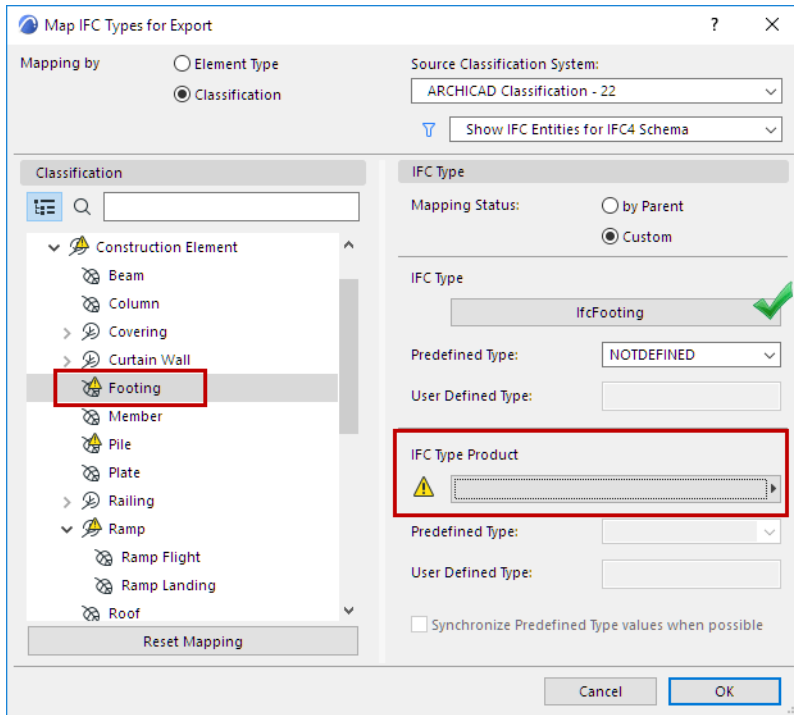 Map IFC Types for Export
Mapping by
Element Type
Classification
Source Classification System:
ARCHICAD Classification - 22
Show IFC Entities for IFC4 Schema
Classification
Construction Element
Beam
Column
Covering
Curtain Wall
Footing
Member
Pile
Plate
Railing
Ramp
Ramp Flight
Ramp Landing
Roof
Reset Mapping
IFC Type
Mapping Status:
by Parent
Custom
IFC Type
IfcFooting
Predefined Type:
NOTDEFINED
User Defined Type:
IFC Type Product
Predefined Type:
User Defined Type:
Synchronize Predefined Type values when possible
Cancel
OK